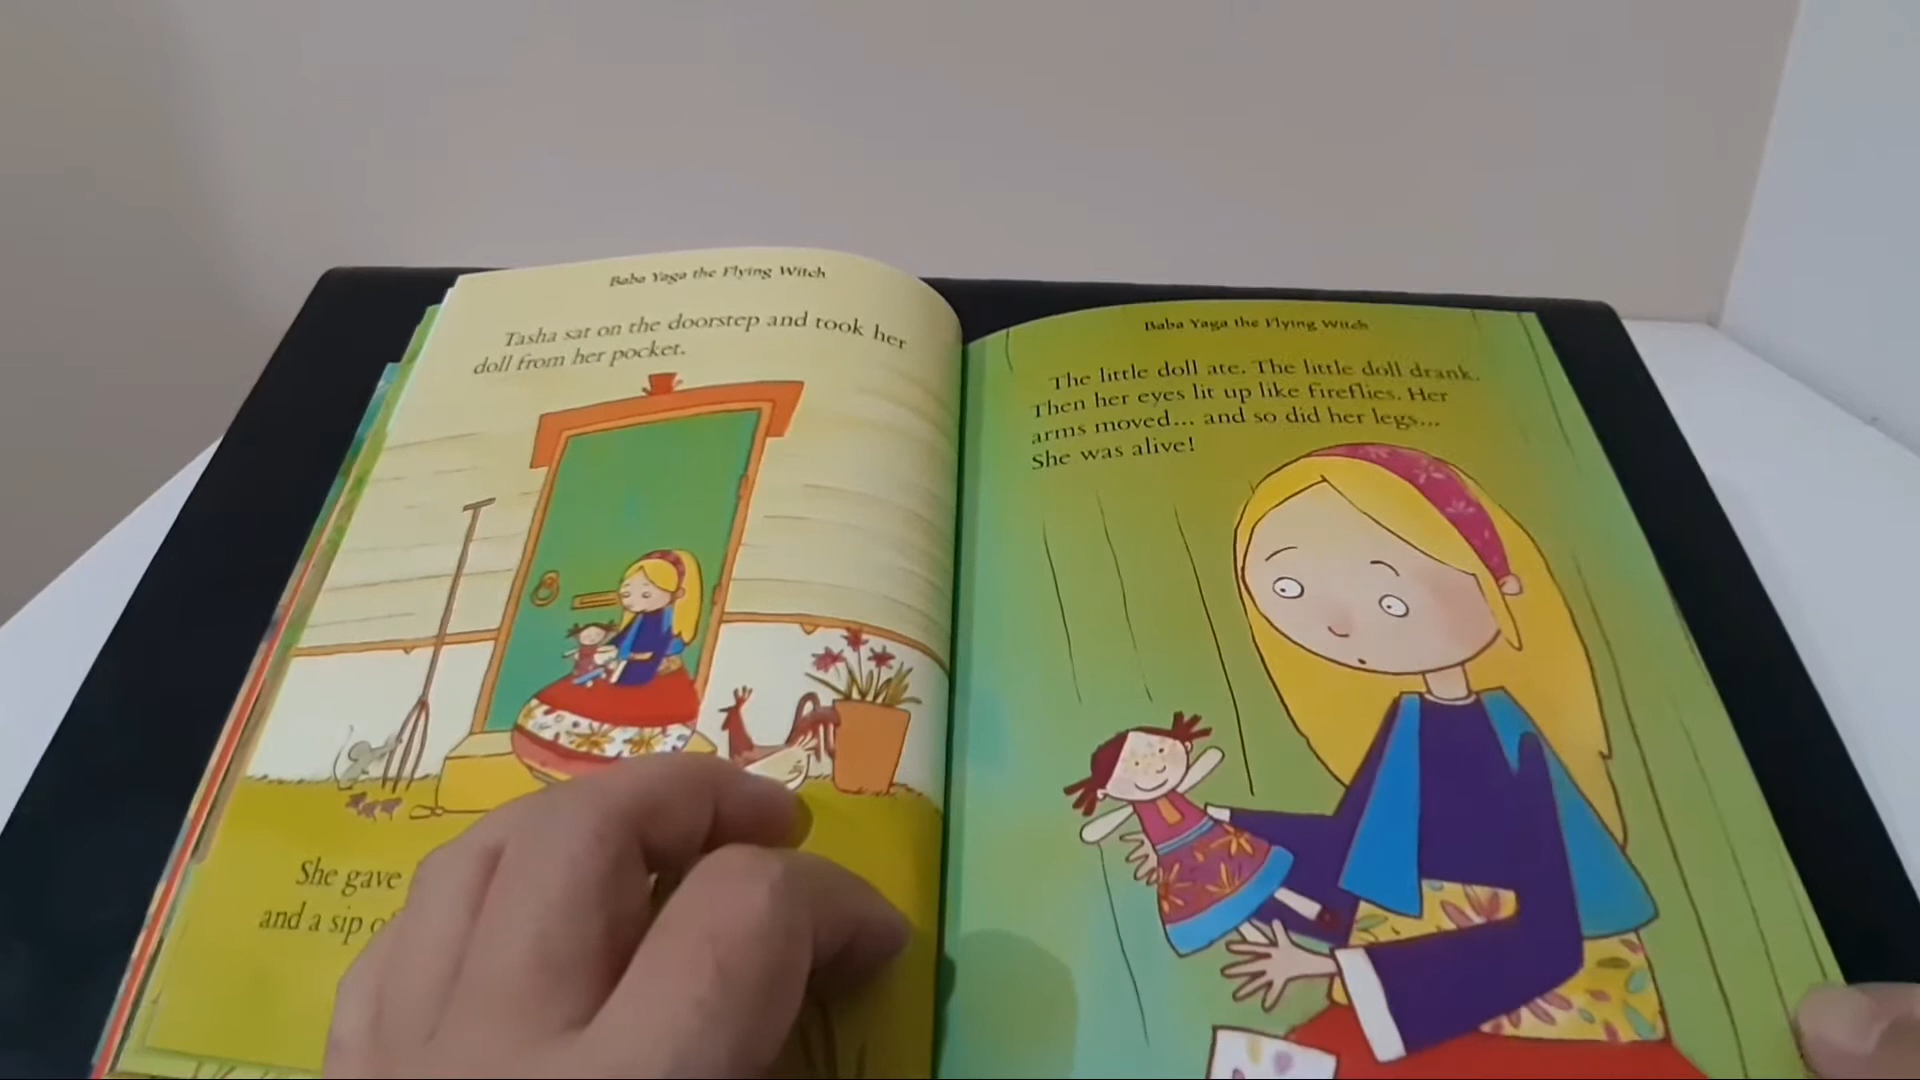 Baba Yaga the Flying Witch
Tasha sat on the doorstep and took her
doll from her pocket.
She gave
and a sip
Baba Yaga the Flying Witch
The little doll ate. The little doll drank.
Then her eyes lit up like fireflies. Her
arms moved... and so did her legs...
She was alive!